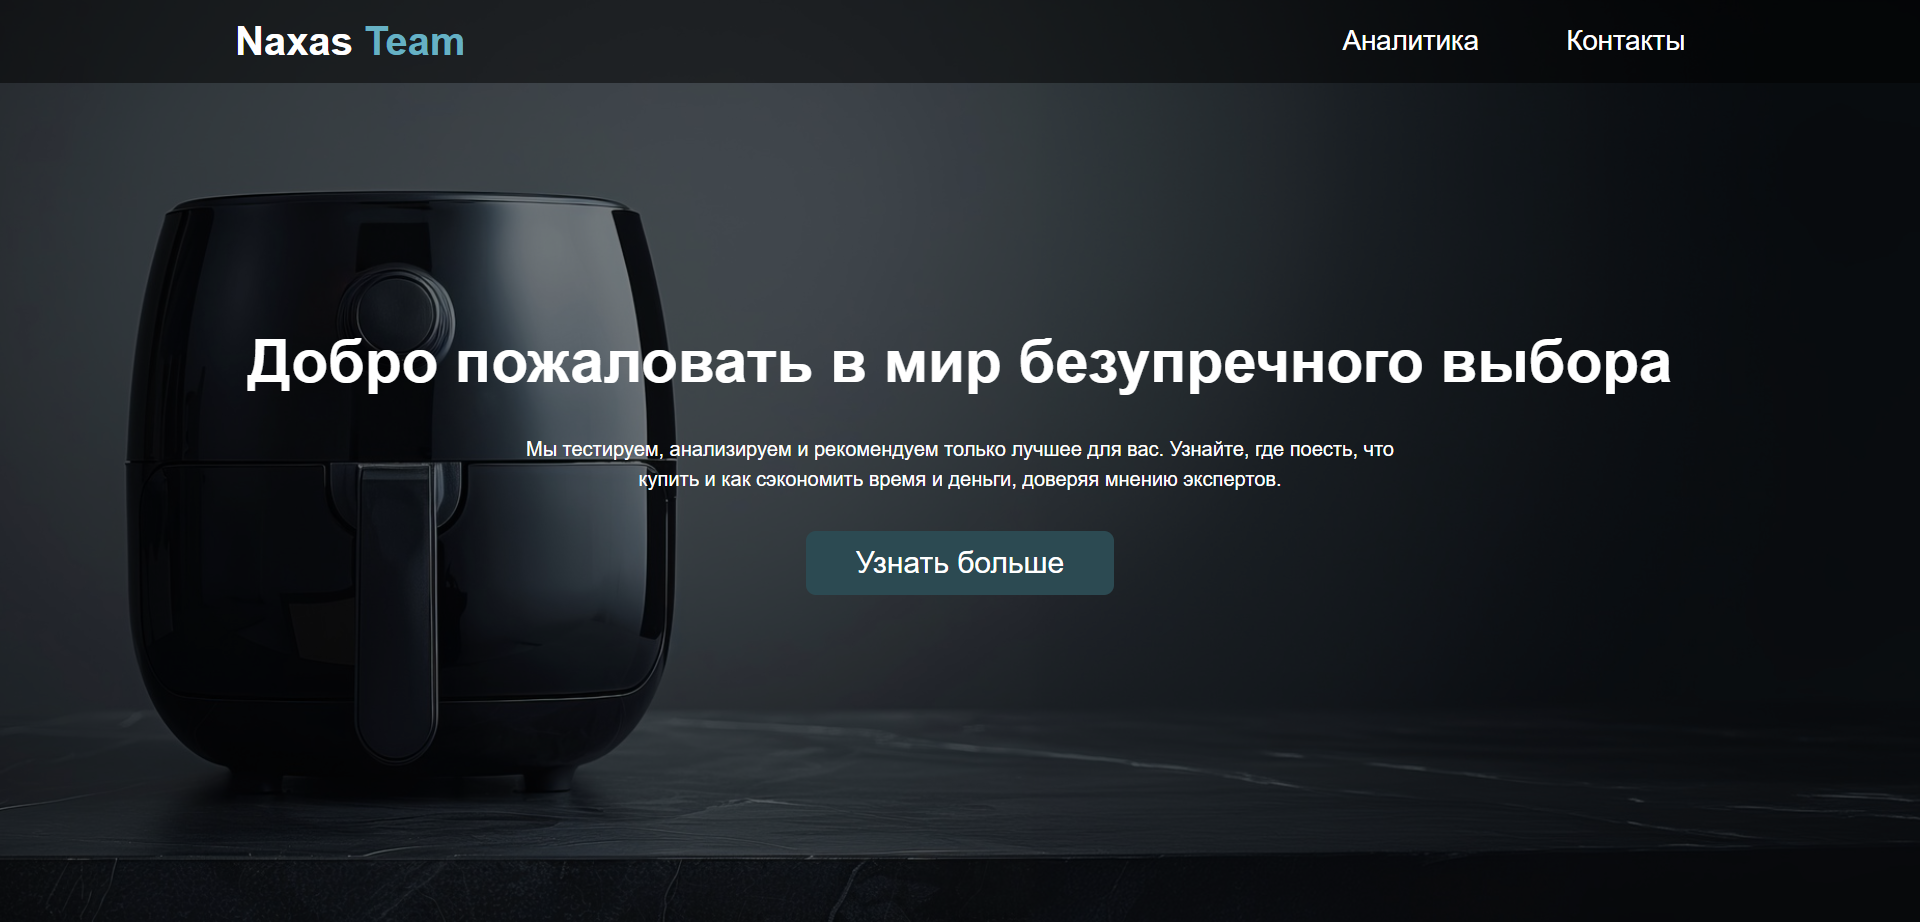 Naxas Team
Аналитика
Контакты
Добро пожаловать в мир безупречного выбора
Мы тестируем, анализируем и рекомендуем только лучшее для вас. Узнайте, где поесть, что
купить и как сэкономить время и деньги, доверяя мнению экспертов.
Узнать больше